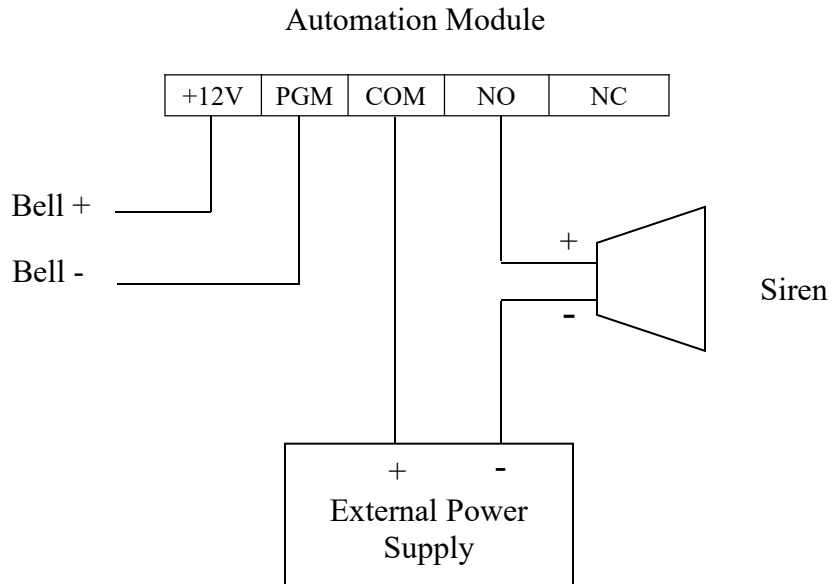 Automation Module
+12V PGM COM NO NC
Bell +
+
Bell -
Siren
-
+ -
External Power
Supply